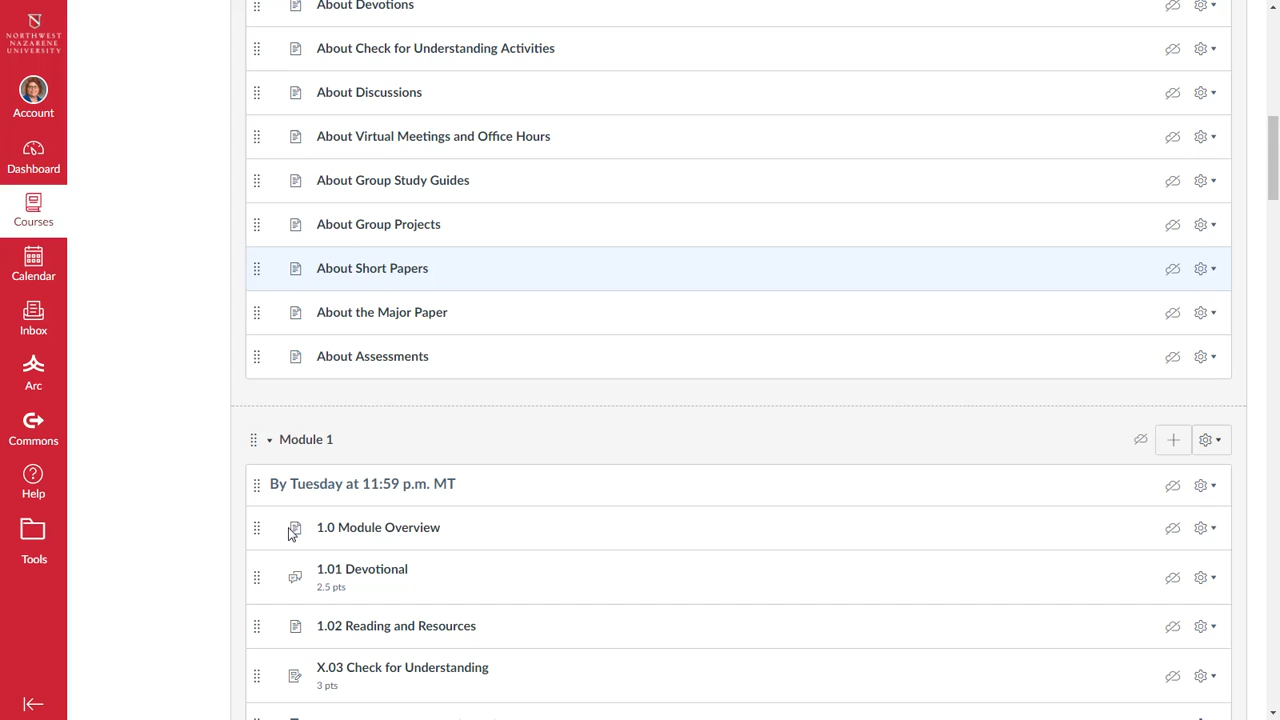 NORTHWEST
NAZARENE
UNIVERSITY
Account
Dashboard
Courses
Calendar
Inbox
Arc
Commons
Help
Tools
About Devotions
About Check for Understanding Activities
About Discussions
About Virtual Meetings and Office Hours
About Group Study Guides
About Group Projects
About Short Papers
About the Major Paper
About Assessments
Module 1
By Tuesday at 11:59 p.m. MT
1.0 Module Overview
1.01 Devotional
2.5 pts
1.02 Reading and Resources
X.03 Check for Understanding
3 pts